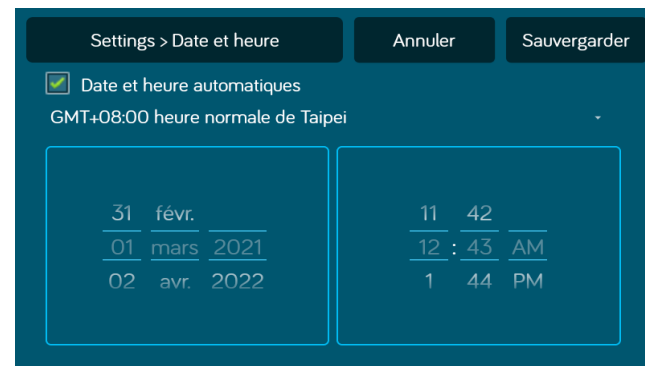 Settings > Date et heure
Annuler
Sauvergarder
Date et heure automatiques
GMT+08:00 heure normale de Taipei
31 févr.
01 mars 2021
02 avr. 2022
11 42
12 : 43 AM
1 44 PM